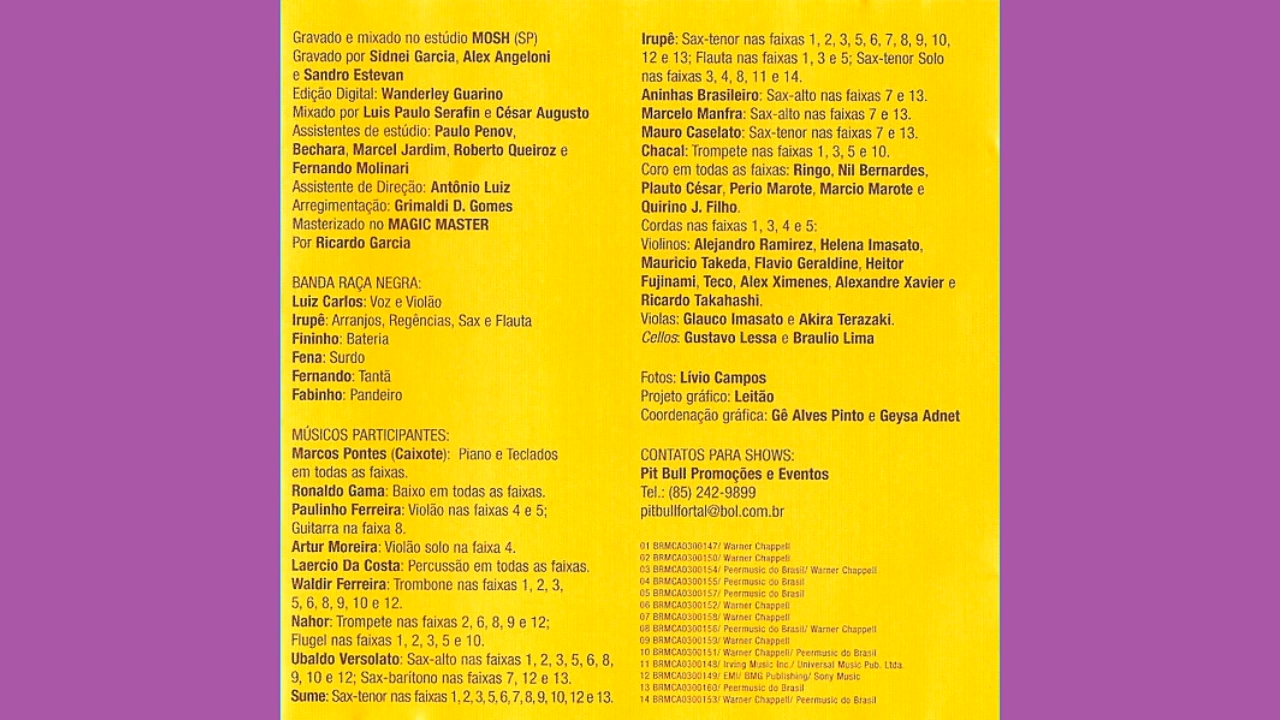 Gravado e mixado no estúdio MOSH (SP)
Gravado por Sidnei Garcia, Alex Angeloni
e Sandro Estevan
Edição Digital: Wanderley Guarino
Mixado por Luis Paulo Serafin e César Augusto
Assistentes de estúdio: Paulo Penov,
Bechara, Marcel Jardim, Roberto Queiroz e
Fernando Molinari
Assistente de Direção: Antônio Luiz
Arregimentação: Grimaldi D. Gomes
Masterizado no MAGIC MASTER
Por Ricardo Garcia
BANDA RAÇA NEGRA:
Luiz Carlos: Voz e Violão
Irupê: Arranjos, Regências, Sax e Flauta
Fininho: Bateria
Fena: Surdo
Fernando: Tantã
Fabinho: Pandeiro
MÚSICOS PARTICIPANTES:
Marcos Pontes (Caixote): Piano e Teclados
em todas as faixas.
Ronaldo Gama: Baixo em todas as faixas.
Paulinho Ferreira: Violão nas faixas 4 e 5;
Guitarra na faixa 8.
Artur Moreira: Violão solo na faixa 4.
Laercio Da Costa: Percussão em todas as faixas.
Waldir Ferreira: Trombone nas faixas 1, 2, 3,
5, 6, 8, 9, 10 e 12.
Nahor: Trompete nas faixas 2, 6, 8, 9 e 12;
Flugel nas faixas 1, 2, 3, 5 e 10.
Ubaldo Versolato: Sax-alto nas faixas 1, 2, 3, 5, 6, 8,
9, 10 e 12; Sax-barítono nas faixas 7, 12 e 13.
Sume: Sax-tenor nas faixas 1, 2, 3, 5, 6, 7, 8, 9, 10, 12 e 13.
Irupê: Sax-tenor nas faixas 1, 2, 3, 5, 6, 7, 8, 9, 10,
12 e 13; Flauta nas faixas 1, 3 e 5; Sax-tenor Solo
nas faixas 3, 4, 8, 11 e 14.
Aninhas Brasileiro: Sax-alto nas faixas 7 e 13.
Marcelo Manfra: Sax-alto nas faixas 7 e 13.
Mauro Caselato: Sax-tenor nas faixas 7 e 13.
Chacal: Trompete nas faixas 1, 3, 5 e 10.
Coro em todas as faixas: Ringo, Nil Bernardes,
Plauto César, Perio Marote, Marcio Marote e
Quirino J. Filho.
Cordas nas faixas 1, 3, 4 e 5:
Violinos: Alejandro Ramirez, Helena Imasato,
Mauricio Takeda, Flavio Geraldine, Heitor
Fujinami, Teco, Alex Ximenes, Alexandre Xavier e
Ricardo Takahashi.
Violas: Glauco Imasato e Akira Terazaki.
Cellos: Gustavo Lessa e Braulio Lima
Fotos: Lívio Campos
Projeto gráfico: Leitão
Coordenação gráfica: Gê Alves Pinto e Geysa Adnet
CONTATOS PARA SHOWS:
Pit Bull Promoções e Eventos
Tel.: (85) 242-9899
pitbullfortal@bol.com.br
01 BRMCA0300147/ Warner Chappell
02 BRMCA0300150/ Warner Chappell
03 BRMCA0300154/ Peermusic do Brasil/ Warner Chappell
04 BRMCA0300155/ Peermusic do Brasil
05 BRMCA0300157/ Peermusic do Brasil
06 BRMCA0300152/ Warner Chappell
07 BRMCA0300158/ Warner Chappell
08 BRMCA0300156/ Peermusic do Brasil/ Warner Chappell
09 BRMCA0300159/ Warner Chappell
10 BRMCA0300151/ Warner Chappell/ Peermusic do Brasil
11 BRMCA0300148/ Irving Music Inc./ Universal Music Pub. Ltda.
12 BRMCA0300149/ EMI/ BMG Publishing/ Sony Music
13 BRMCA0300160/ Peermusic do Brasil
14 BRMCA0300153/ Warner Chappell/ Peermusic do Brasil